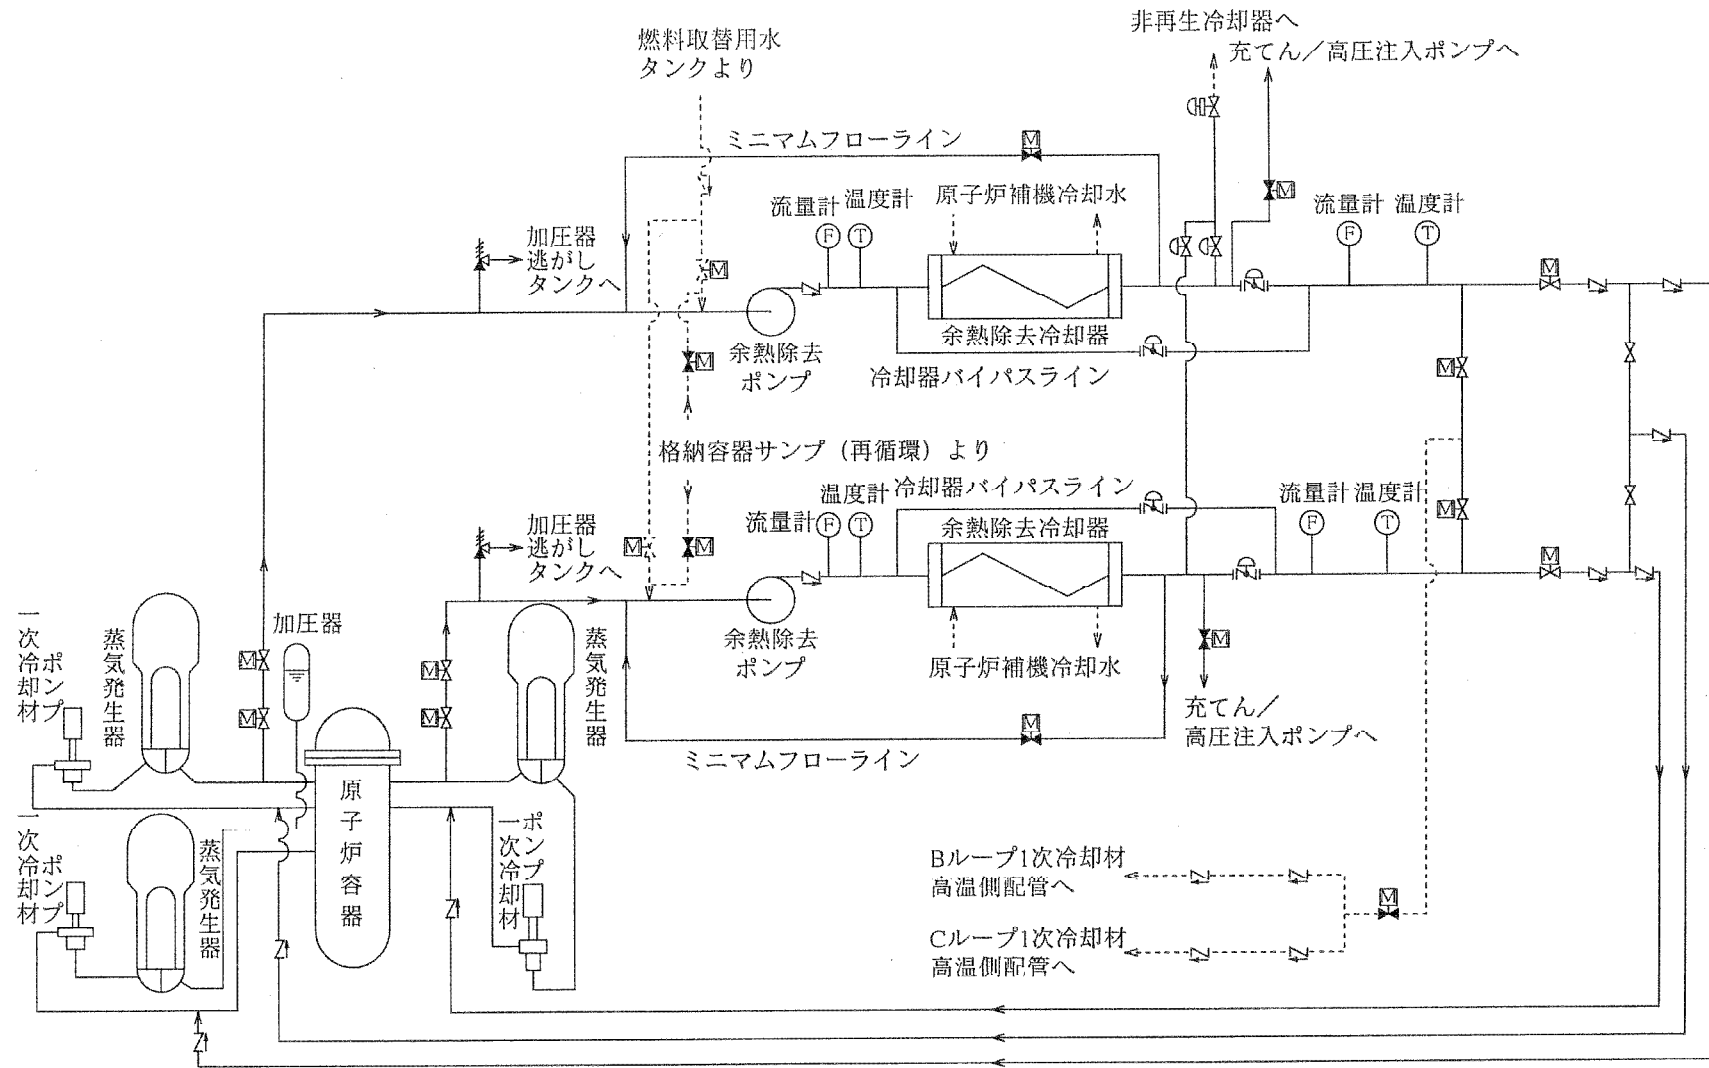 非再生冷却器へ
充てん／高圧注入ポンプへ
燃料取替用水
タンクより
ミニマムフローライン
M
M
流量計
温度計
原子炉補機冷却水
流量計
温度計
F
T
F
T
加圧器
逃がし
タンクへ
M
M
余熱除去冷却器
余熱除去
ポンプ
M
冷却器バイパスライン
M
格納容器サンプ（再循環）より
温度計
冷却器バイパスライン
流量計
温度計
流量計
F
T
余熱除去冷却器
M
F
T
加圧器
逃がし
タンクへ
M
M
M
余熱除去
ポンプ
原子炉補機冷却水
M
充てん／
高圧注入ポンプへ
M
ミニマムフローライン
加圧器
M
M
M
M
蒸気発生器
一次冷却材
ポンプ
蒸気発生器
原子炉容器
一次冷却材
ポンプ
蒸気発生器
一次冷却材
ポンプ
Bループ1次冷却材
高温側配管へ
M
Cループ1次冷却材
高温側配管へ